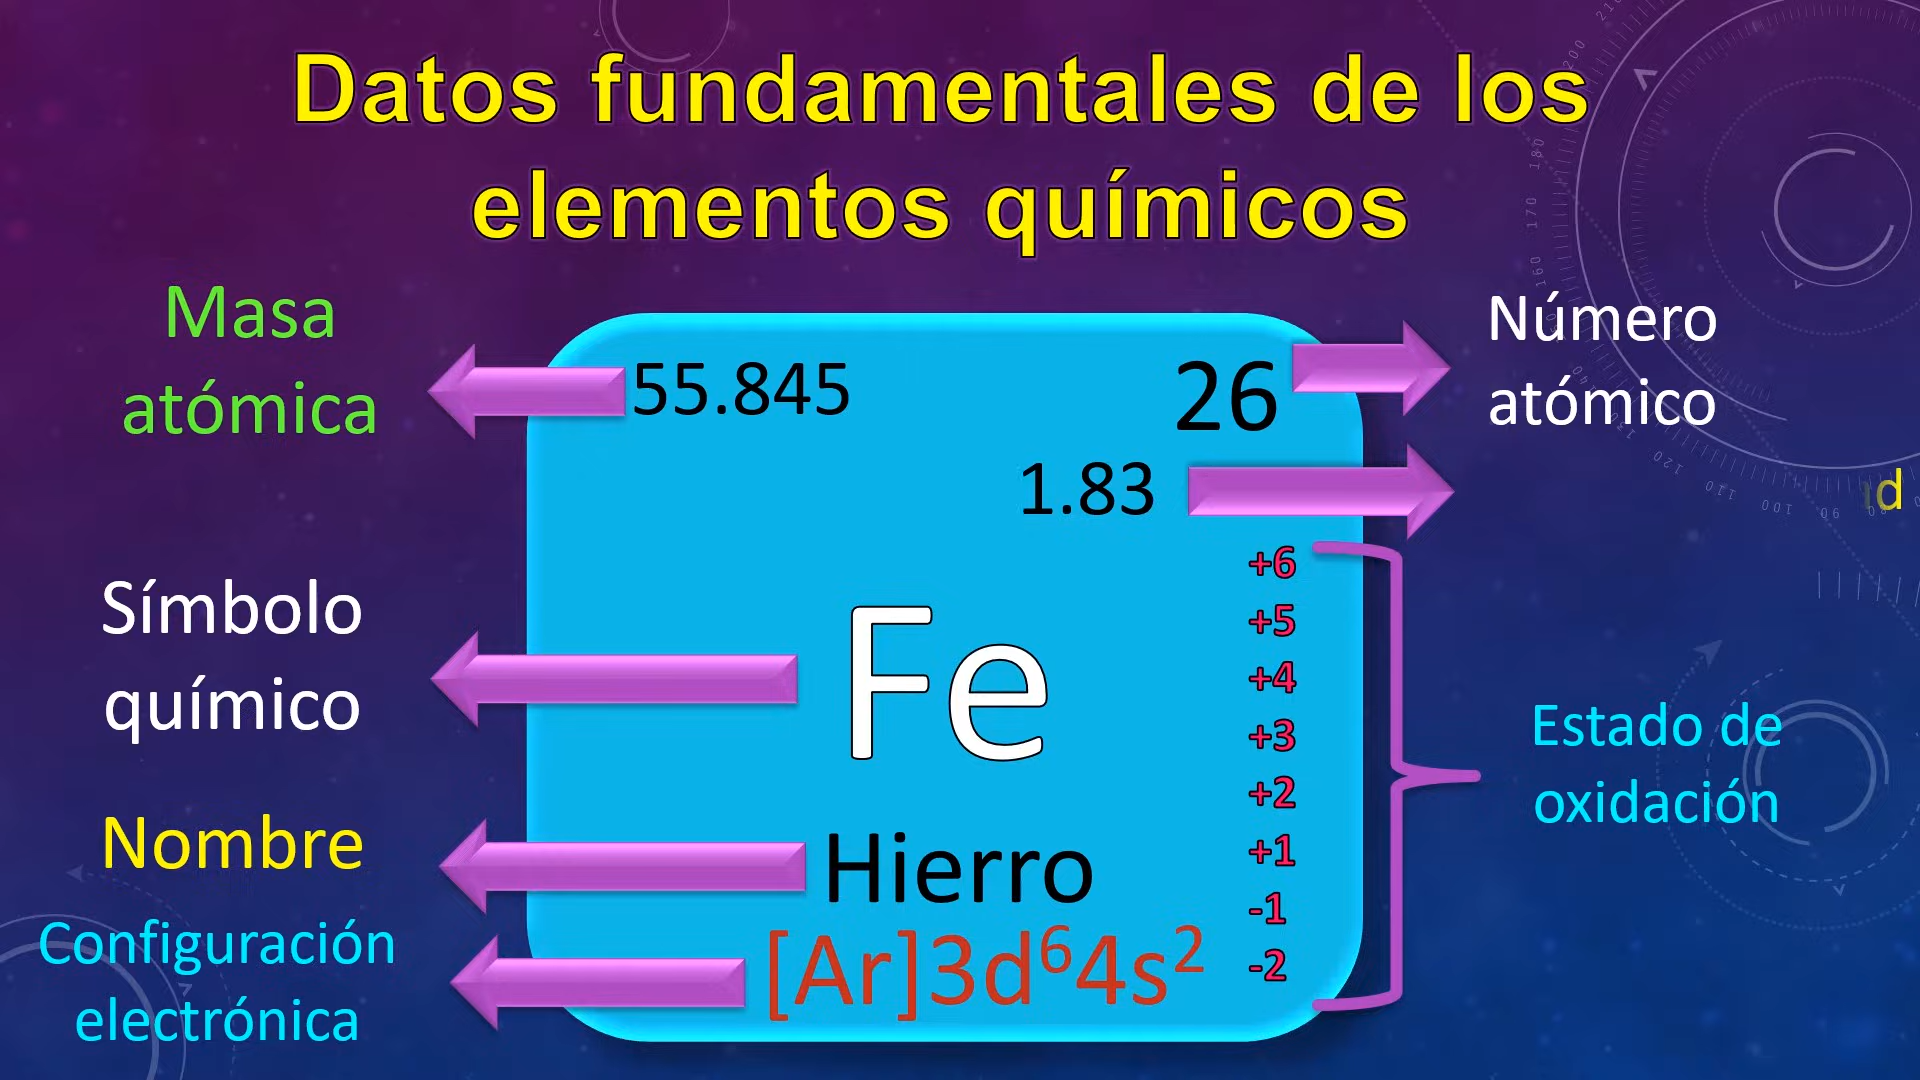 Datos fundamentales de los
elementos químicos
Masa
atómica
55.845
26
Número
atómico
1.83
Símbolo
químico
Fe
+6
+5
+4
+3
+2
+1
-1
-2
Estado de
oxidación
Nombre
Hierro
Configuración
electrónica
[Ar]3d⁶4s²